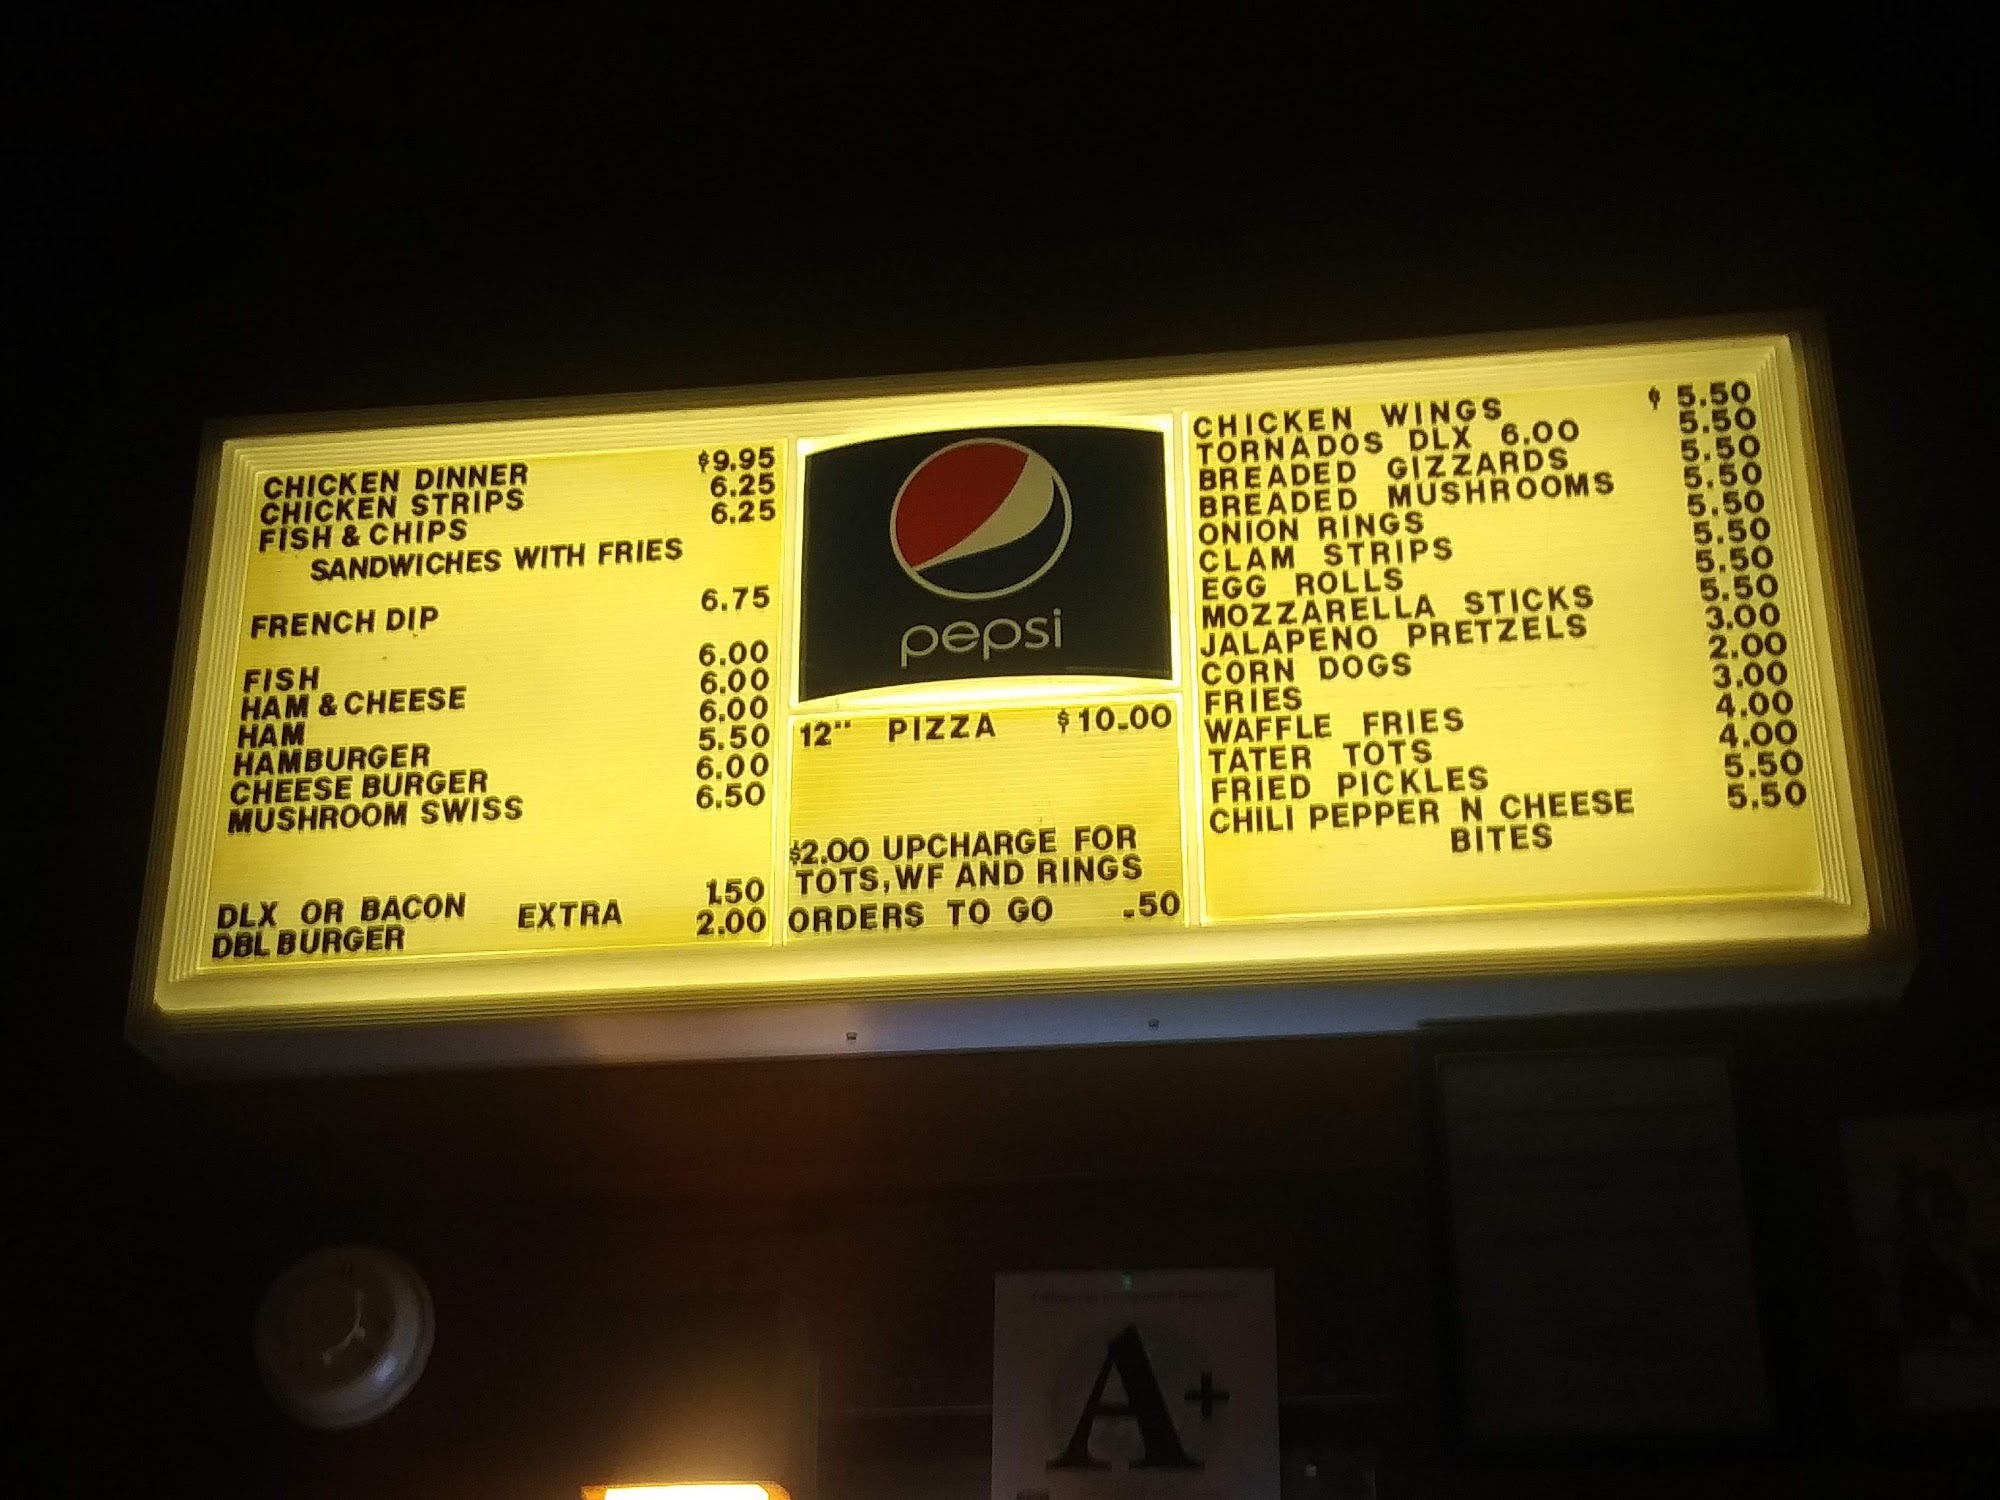 CHICKEN DINNER $9.95
CHICKEN STRIPS 6.25
FISH & CHIPS 6.25
SANDWICHES WITH FRIES
FRENCH DIP 6.75
FISH 6.00
HAM & CHEESE 6.00
HAM 6.00
HAMBURGER 5.50
CHEESE BURGER 6.00
MUSHROOM SWISS 6.50
DLX OR BACON EXTRA 1.50
DBL BURGER 2.00
pepsi
12" PIZZA $10.00
$2.00 UPCHARGE FOR
TOTS, WF AND RINGS
ORDERS TO GO .50
CHICKEN WINGS $ 5.50
TORNADOS DLX 6.00 5.50
BREADED GIZZARDS 5.50
BREADED MUSHROOMS 5.50
ONION RINGS 5.50
CLAM STRIPS 5.50
EGG ROLLS 5.50
MOZZARELLA STICKS 5.50
JALAPENO PRETZELS 3.00
CORN DOGS 2.00
FRIES 3.00
WAFFLE FRIES 4.00
TATER TOTS 4.00
FRIED PICKLES 5.50
CHILI PEPPER N CHEESE 5.50
BITES
A+